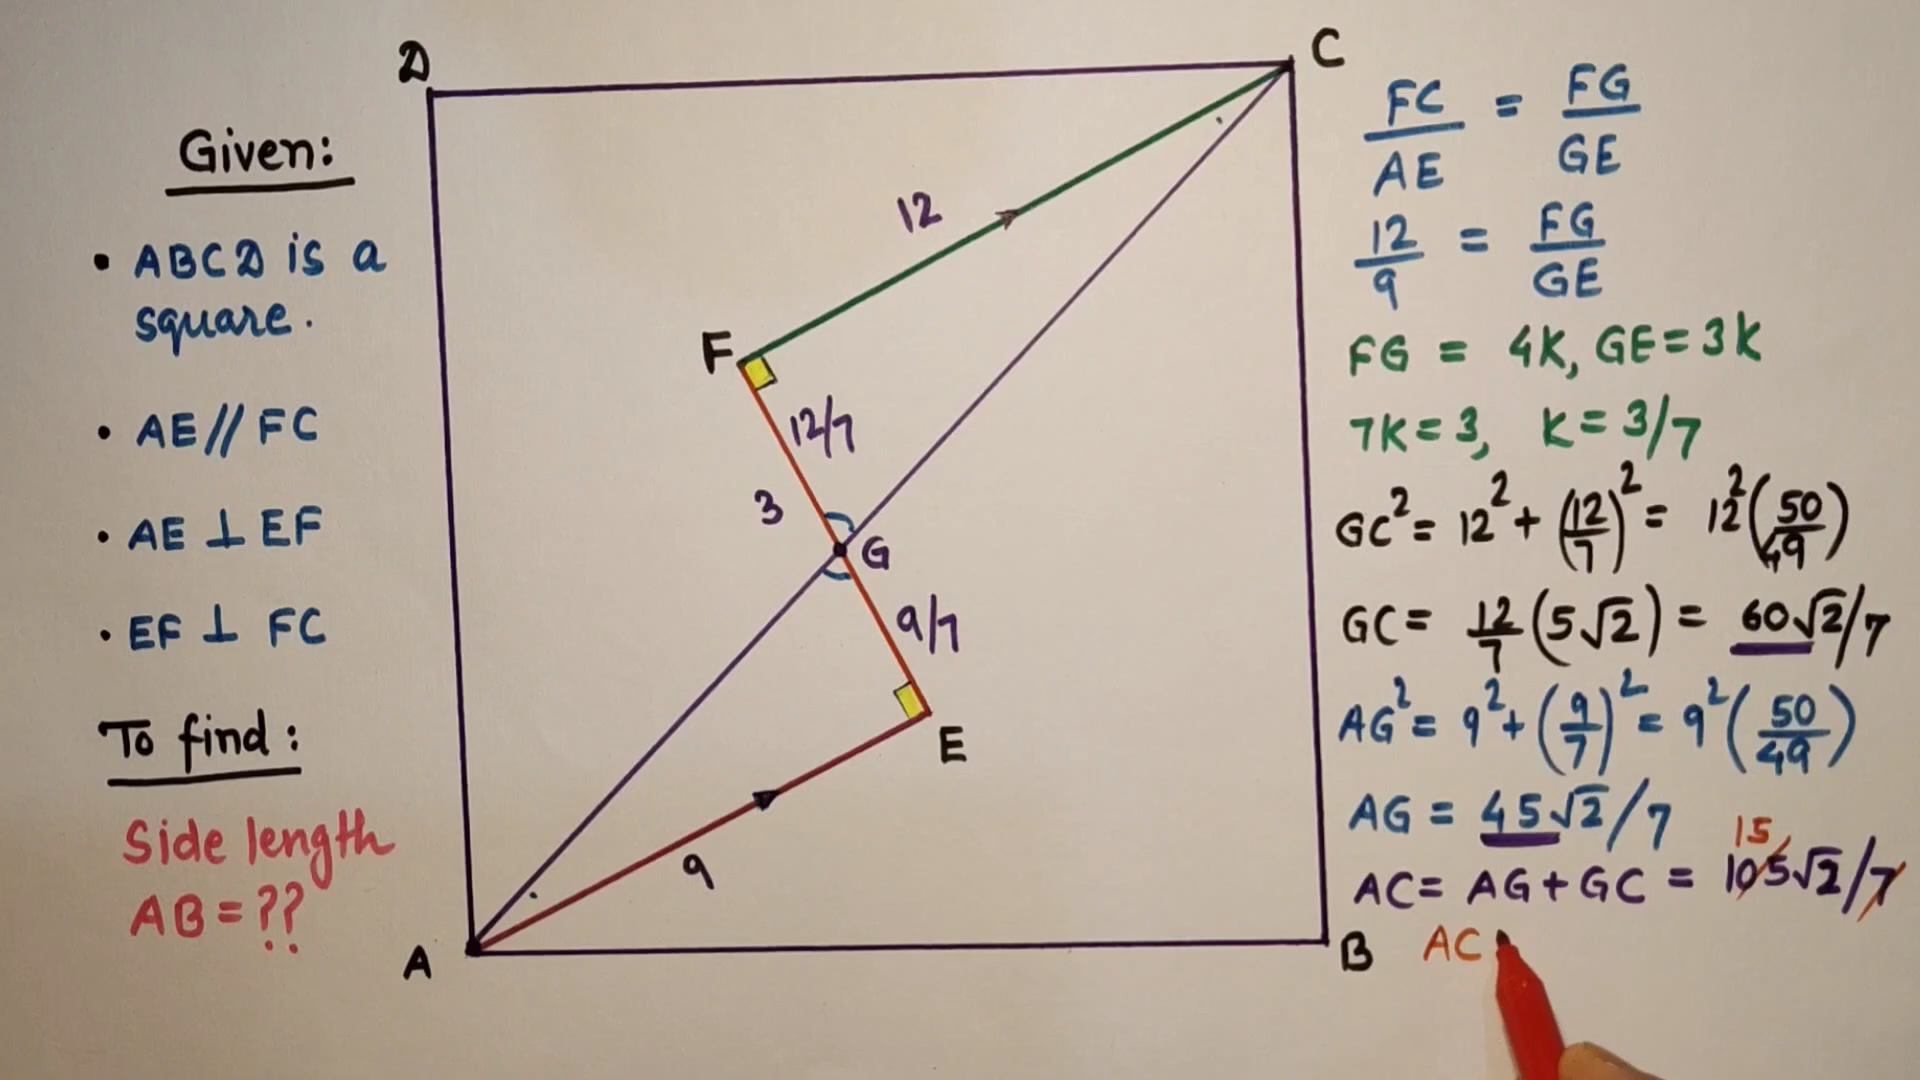 Given:
• ABCD is a
square.
• AE // FC
• AE ⊥ EF
• EF ⊥ FC
To find:
Side length
AB = ??
D
C
12
F
12/7
3
G
9/7
E
9
A
B
FC/AE = FG/GE
12/9 = FG/GE
FG = 4K, GE = 3K
7K = 3, K = 3/7
GC² = 12² + (12/7)² = 12²(50/49)
GC = 12/7 (5√2) = 60√2/7
AG² = 9² + (9/7)² = 9²(50/49)
AG = 45√2/7
15
AC = AG + GC = 105√2/7
AC